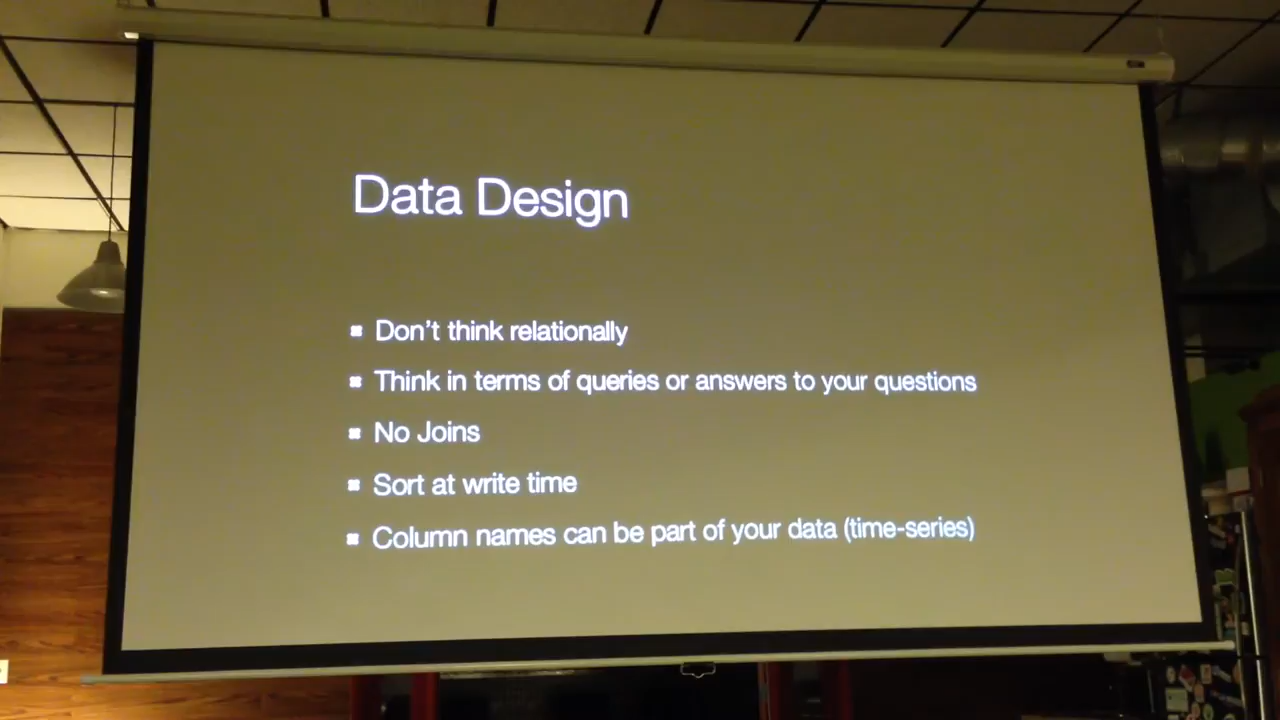 Data Design
Don't think relationally
Think in terms of queries or answers to your questions
No Joins
Sort at write time
Column names can be part of your data (time-series)